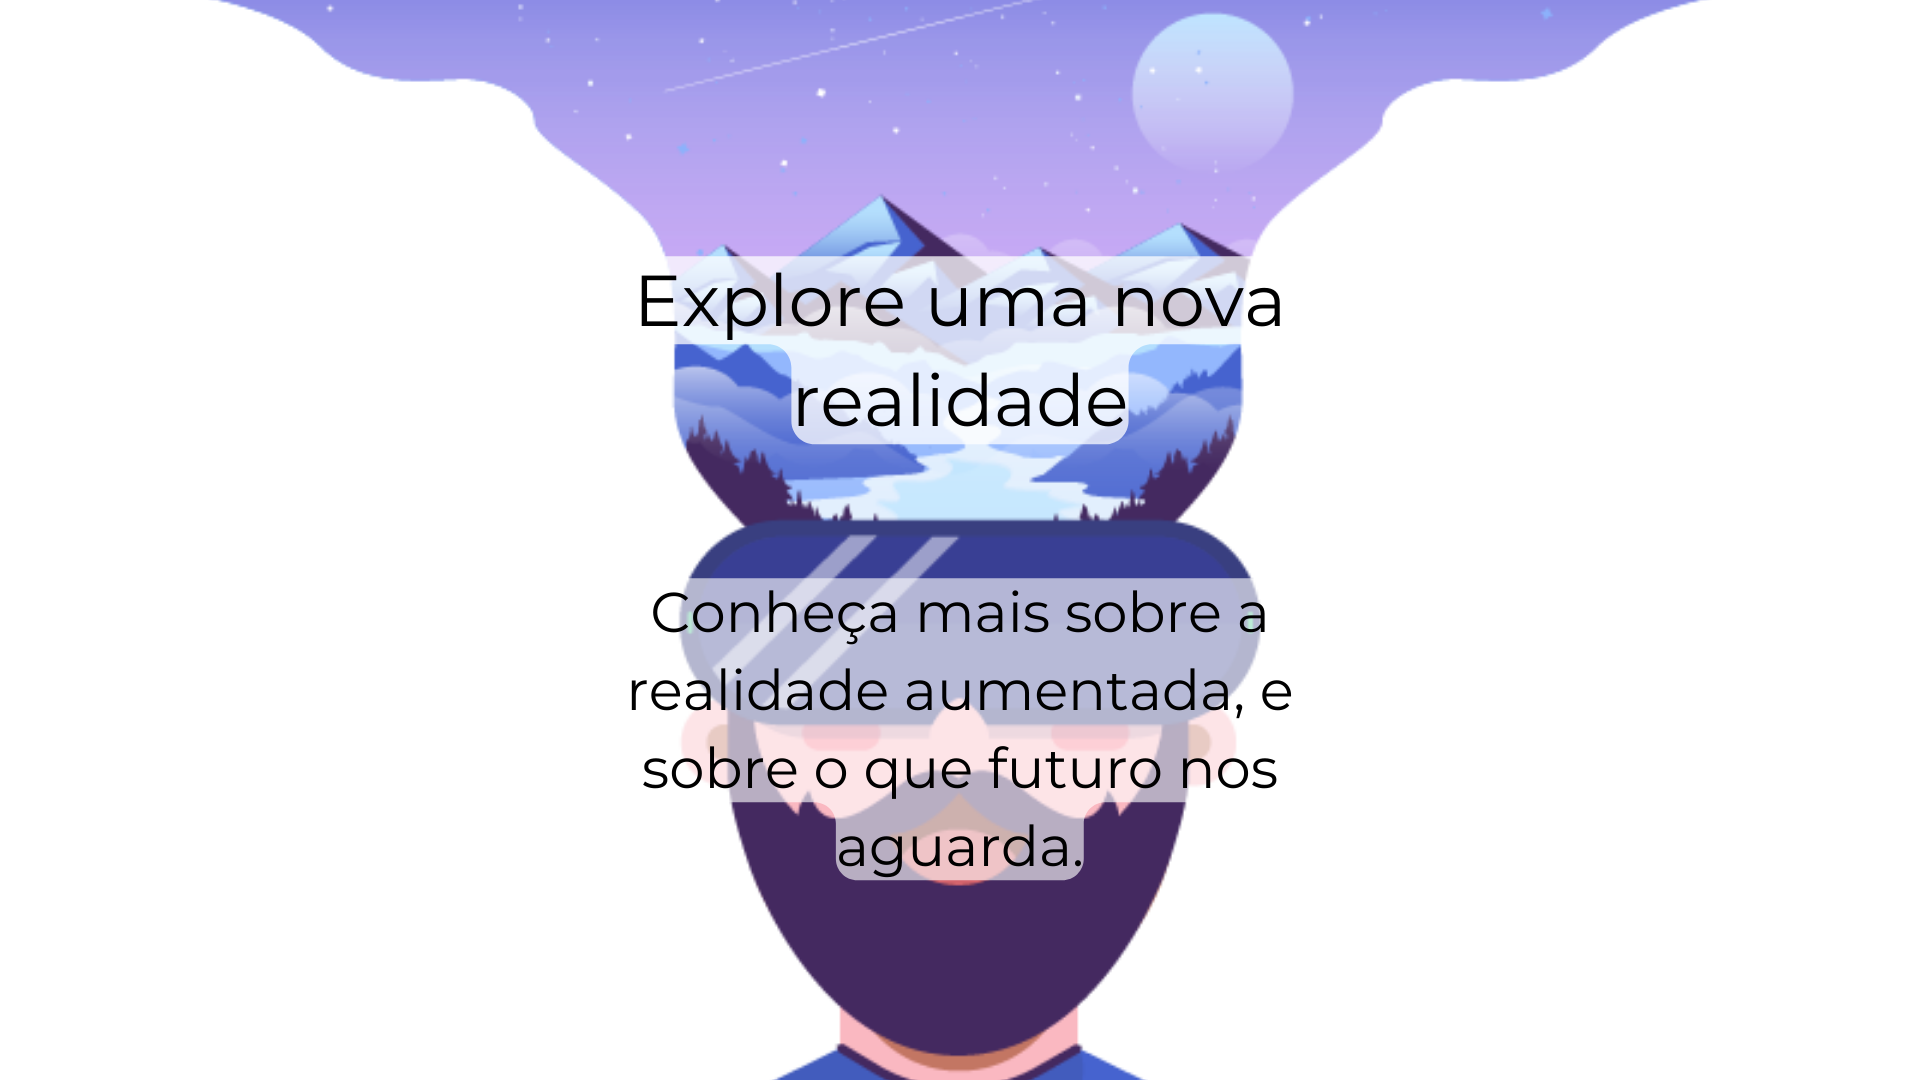 Explore uma nova
realidade
Conheça mais sobre a
realidade aumentada, e
sobre o que futuro nos
aguarda.